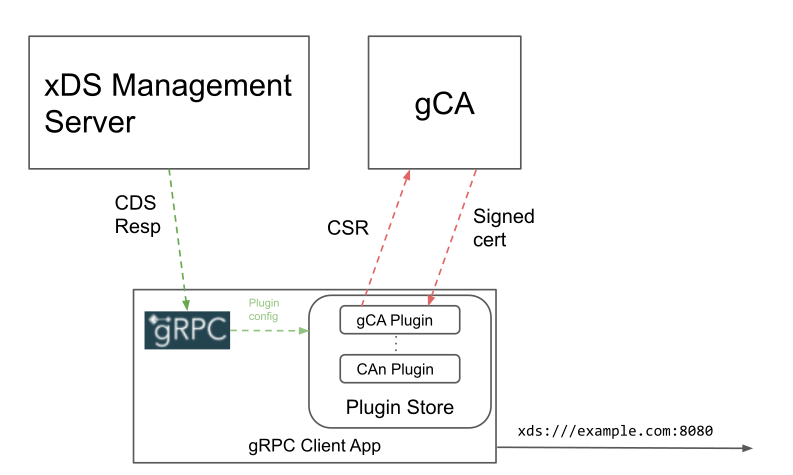 xDS Management
Server
gCA
CDS
Resp
CSR
Signed
cert
Plugin
config
gRPC
gCA Plugin
CAn Plugin
Plugin Store
gRPC Client App
xds:///example.com:8080